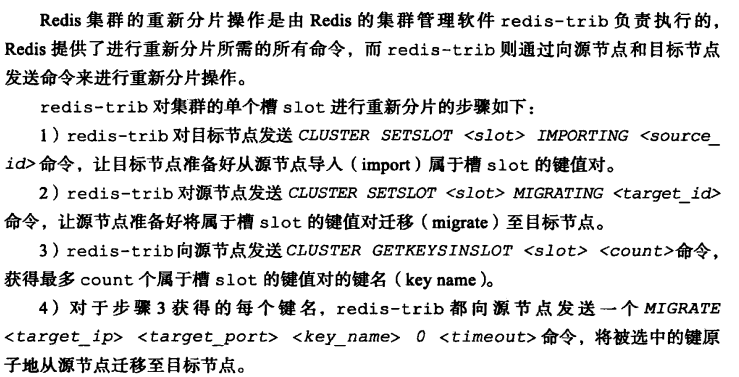 Redis 集群的重新分片操作是由 Redis 的集群管理软件 redis-trib 负责执行的，
Redis 提供了进行重新分片所需的所有命令，而 redis-trib 则通过向源节点和目标节点
发送命令来进行重新分片操作。
redis-trib 对集群的单个槽 slot 进行重新分片的步骤如下：
1）redis-trib 对目标节点发送 CLUSTER SETSLOT <slot> IMPORTING <source_
id> 命令，让目标节点准备好从源节点导入（import）属于槽 slot 的键值对。
2）redis-trib 对源节点发送 CLUSTER SETSLOT <slot> MIGRATING <target_id>
命令，让源节点准备好将属于槽 slot 的键值对迁移（migrate）至目标节点。
3）redis-trib 向源节点发送 CLUSTER GETKEYSINSLOT <slot> <count> 命令，
获得最多 count 个属于槽 slot 的键值对的键名（key name）。
4）对于步骤 3 获得的每个键名，redis-trib 都向源节点发送一个 MIGRATE
<target_ip> <target_port> <key_name> 0 <timeout> 命令，将被选中的键原
子地从源节点迁移至目标节点。